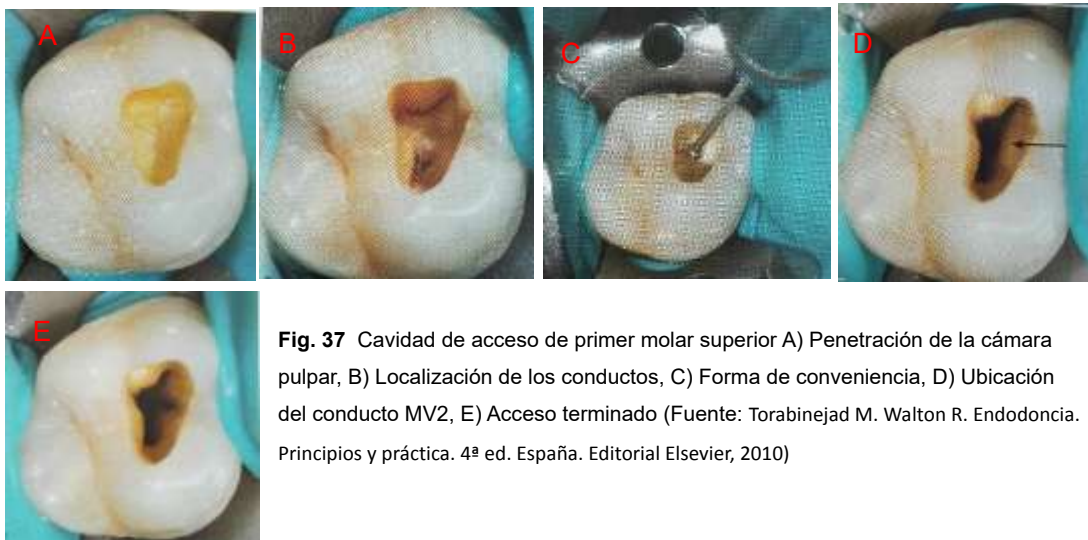 A
B
C
D
E
Fig. 37 Cavidad de acceso de primer molar superior A) Penetración de la cámara
pulpar, B) Localización de los conductos, C) Forma de conveniencia, D) Ubicación
del conducto MV2, E) Acceso terminado (Fuente: Torabinejad M. Walton R. Endodoncia.
Principios y práctica. 4ª ed. España. Editorial Elsevier, 2010)